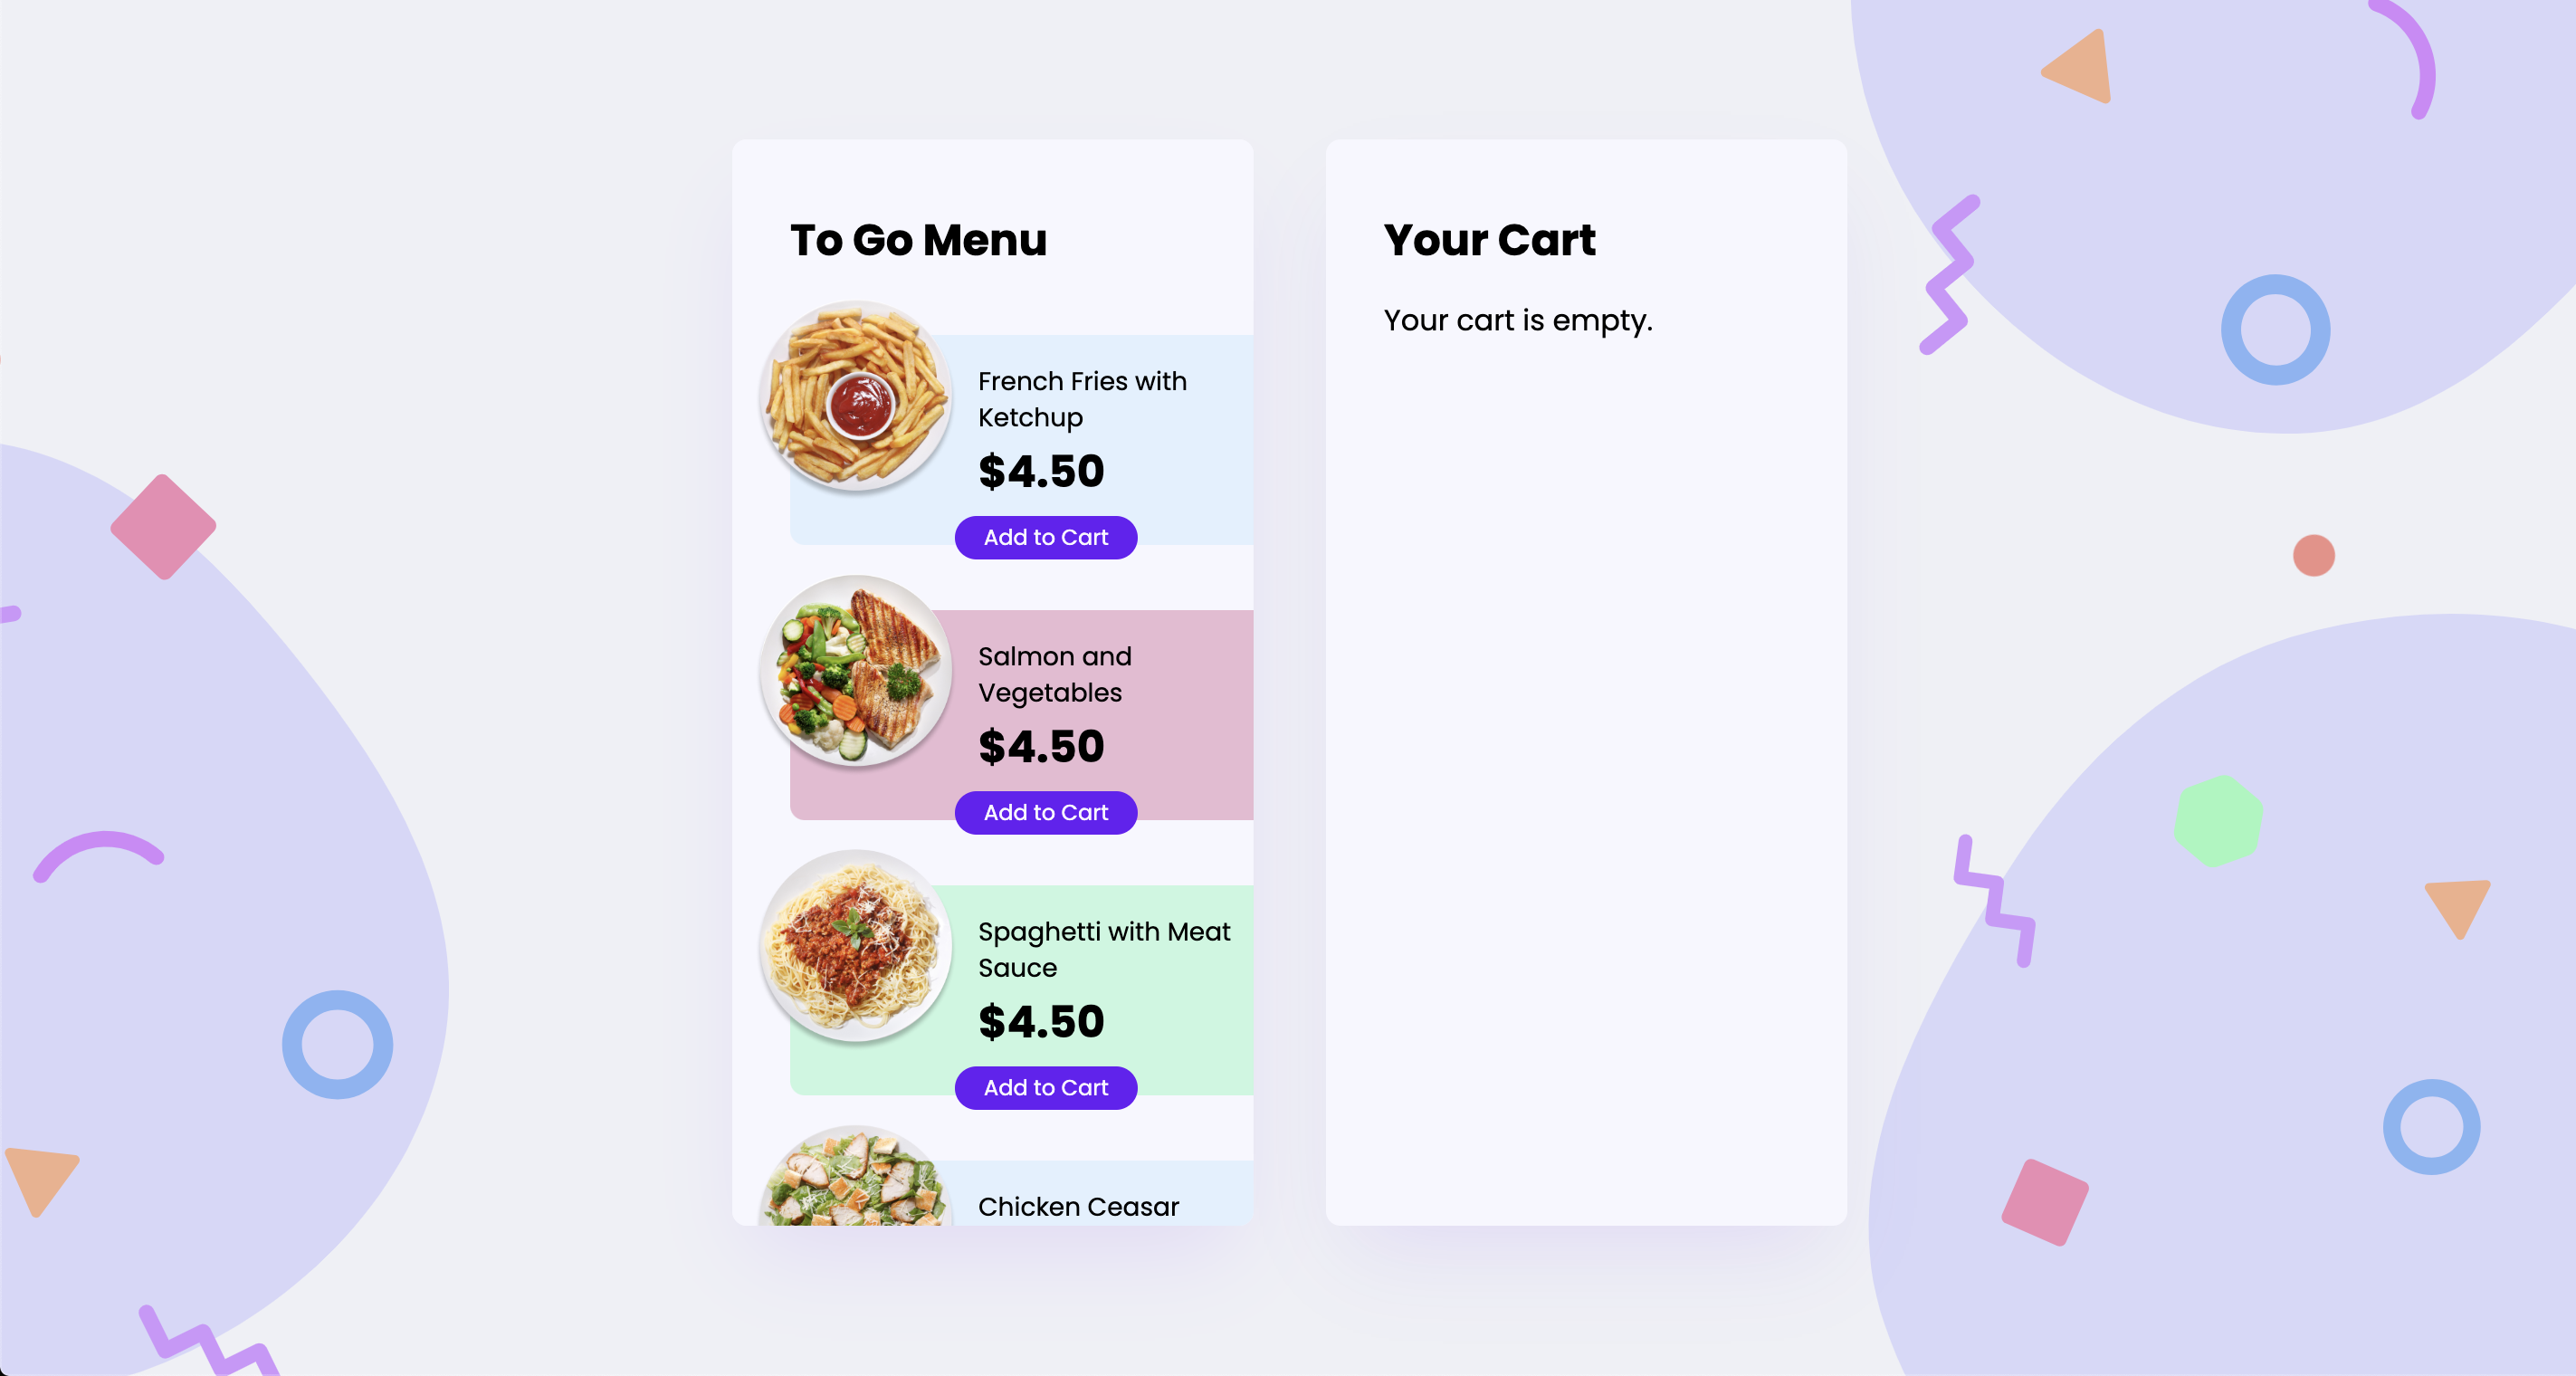 To Go Menu
French Fries with
Ketchup
$4.50
Add to Cart
Salmon and
Vegetables
$4.50
Add to Cart
Spaghetti with Meat
Sauce
$4.50
Add to Cart
Chicken Ceasar
Your Cart
Your cart is empty.